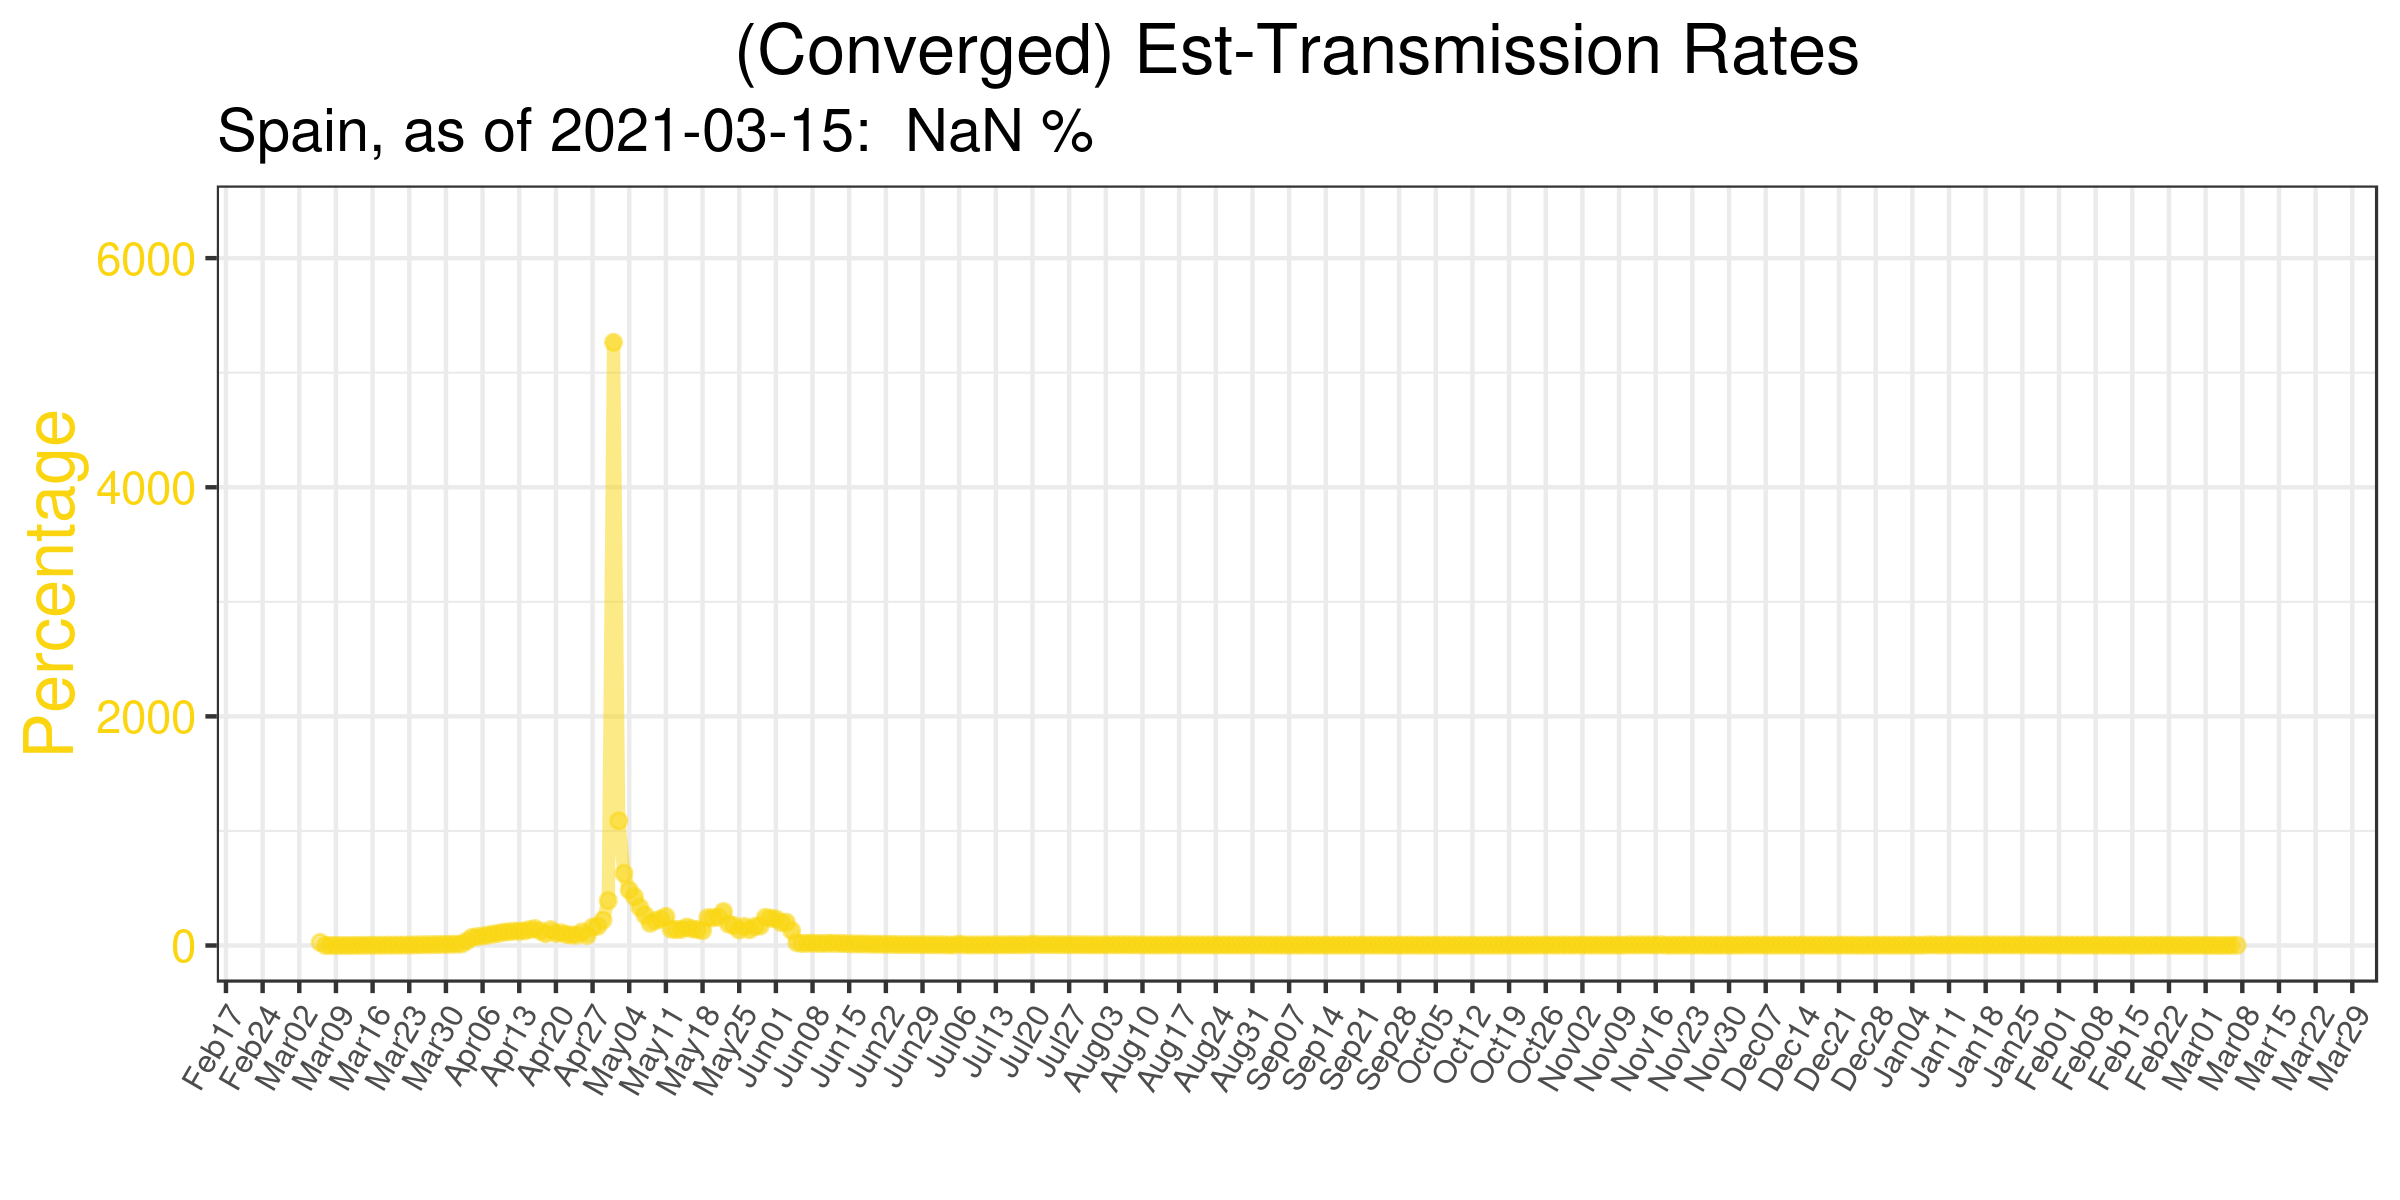 (Converged) Est-Transmission Rates
Spain, as of 2021-03-15:  NaN %
Percentage
6000
4000
2000
0
Feb17
Feb24
Mar02
Mar09
Mar16
Mar23
Mar30
Apr06
Apr13
Apr20
Apr27
May04
May11
May18
May25
Jun01
Jun08
Jun15
Jun22
Jun29
Jul06
Jul13
Jul20
Jul27
Aug03
Aug10
Aug17
Aug24
Aug31
Sep07
Sep14
Sep21
Sep28
Oct05
Oct12
Oct19
Oct26
Nov02
Nov09
Nov16
Nov23
Nov30
Dec07
Dec14
Dec21
Dec28
Jan04
Jan11
Jan18
Jan25
Feb01
Feb08
Feb15
Feb22
Mar01
Mar08
Mar15
Mar22
Mar29